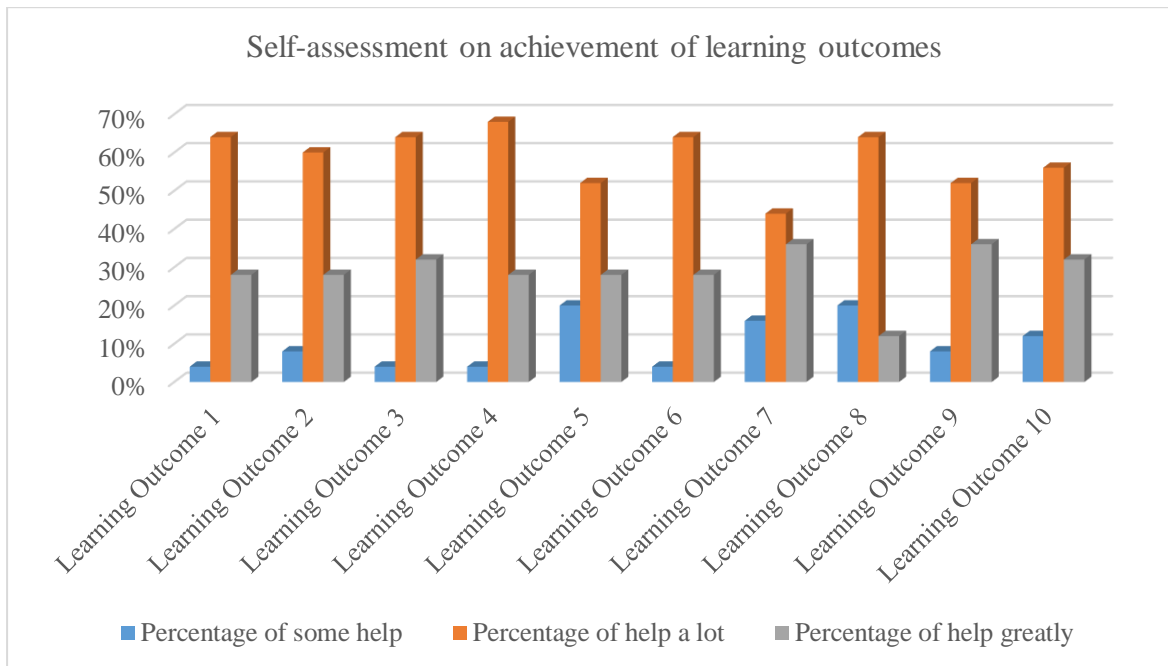 Self-assessment on achievement of learning outcomes
70%
60%
50%
40%
30%
20%
10%
0%
Learning Outcome 1
Learning Outcome 2
Learning Outcome 3
Learning Outcome 4
Learning Outcome 5
Learning Outcome 6
Learning Outcome 7
Learning Outcome 8
Learning Outcome 9
Learning Outcome 10
Percentage of some help
Percentage of help a lot
Percentage of help greatly